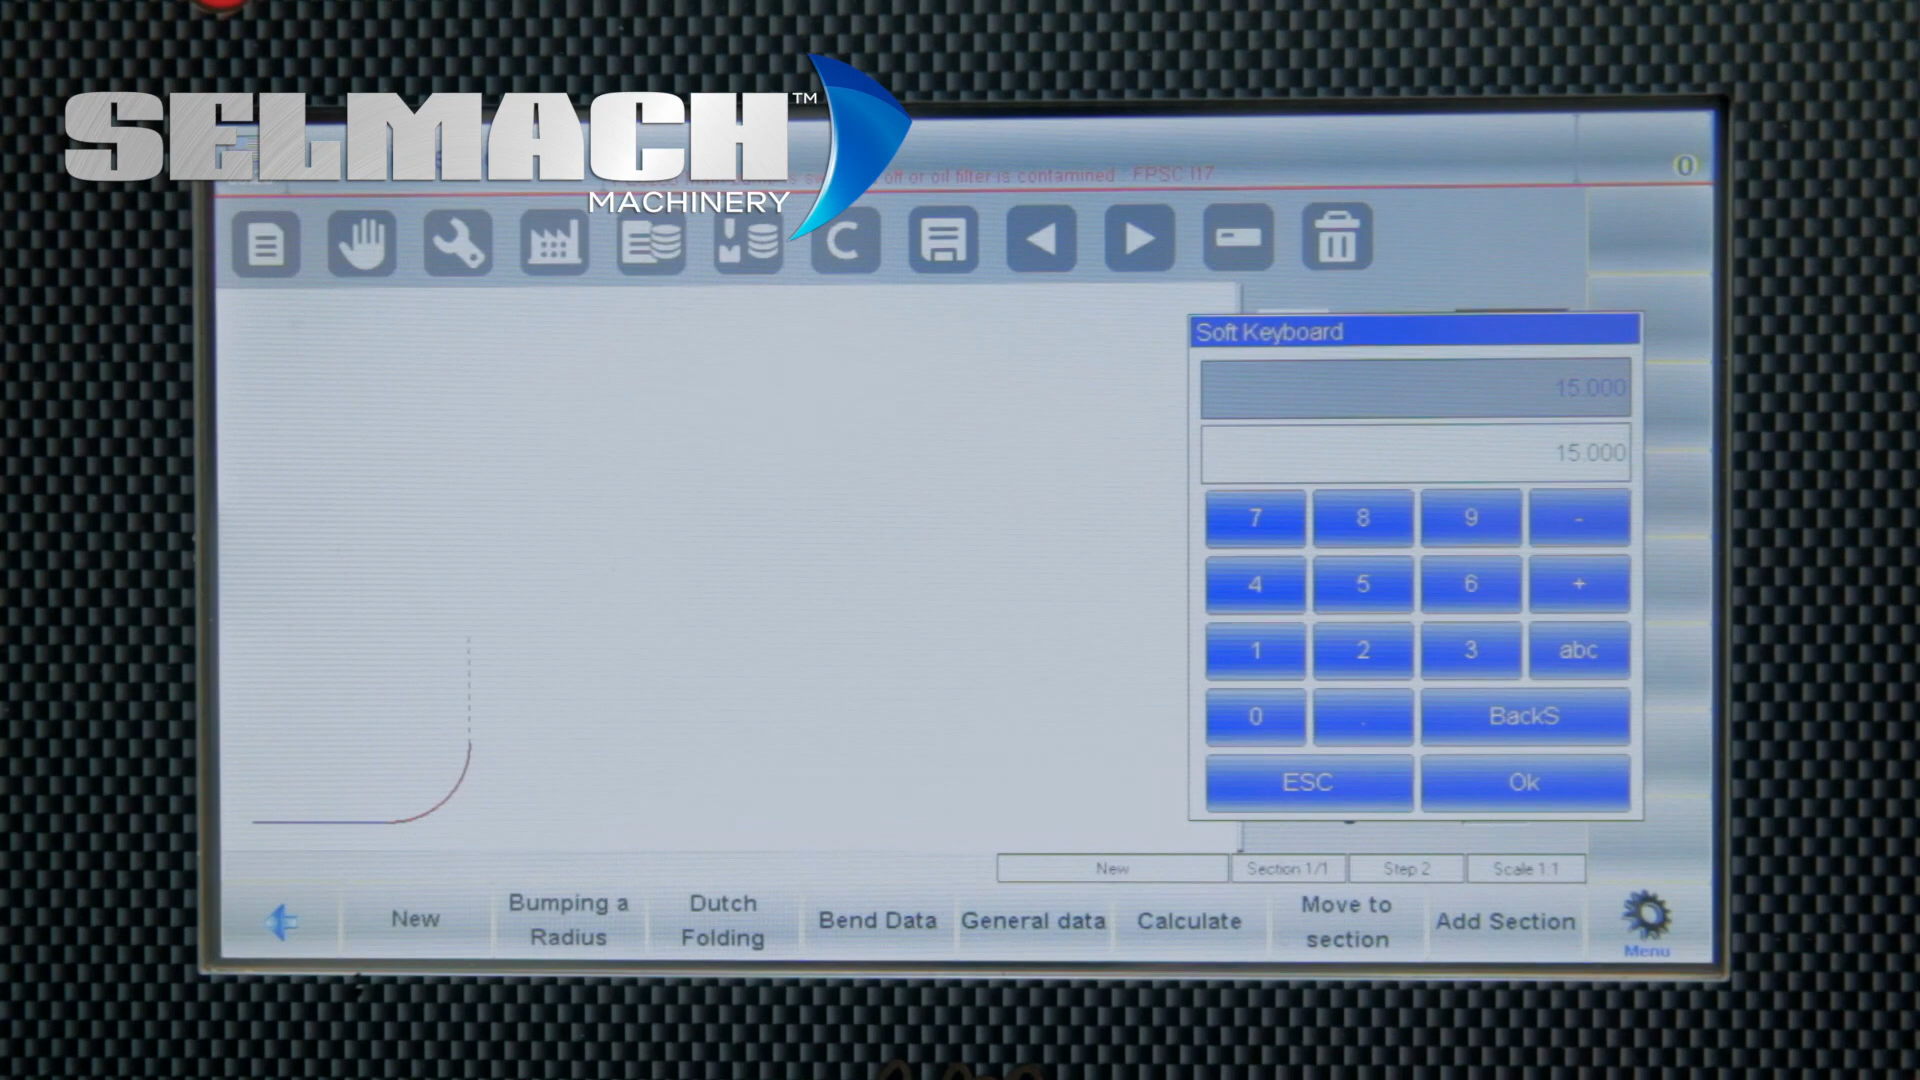 SELMACH™
MACHINERY
off or oil filter is contamined : FPSC I17
0
C
Soft Keyboard
15.000
15.000
7 8 9 -
4 5 6 +
1 2 3 abc
0 . BackS
ESC Ok
New Section 1/1 Step 2 Scale 1:1
New
Bumping a
Radius
Dutch
Folding
Bend Data
General data
Calculate
Move to
section
Add Section
Menu